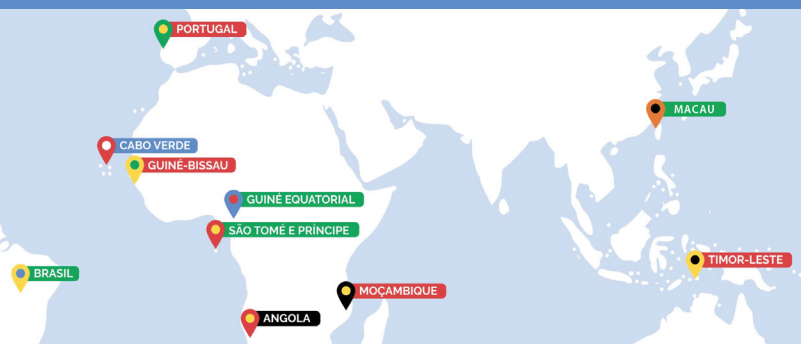 PORTUGAL
MACAU
CABO VERDE
GUINÉ-BISSAU
GUINÉ EQUATORIAL
SÃO TOMÉ E PRÍNCIPE
TIMOR-LESTE
BRASIL
MOÇAMBIQUE
ANGOLA